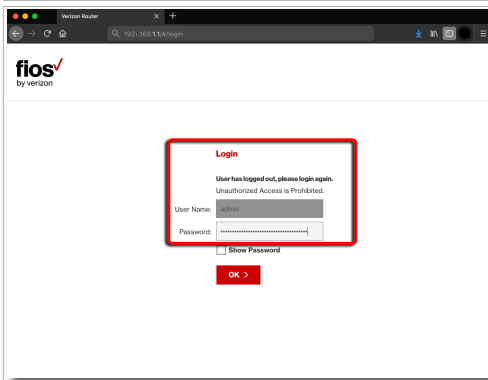 Verizon Router
192.168.1.1/#/login
fios
by verizon
Login
User has logged out, please login again.
Unauthorized Access is Prohibited.
User Name: admin
Password: ••••••••••••••••••••••••••••••••••••
Show Password
OK >